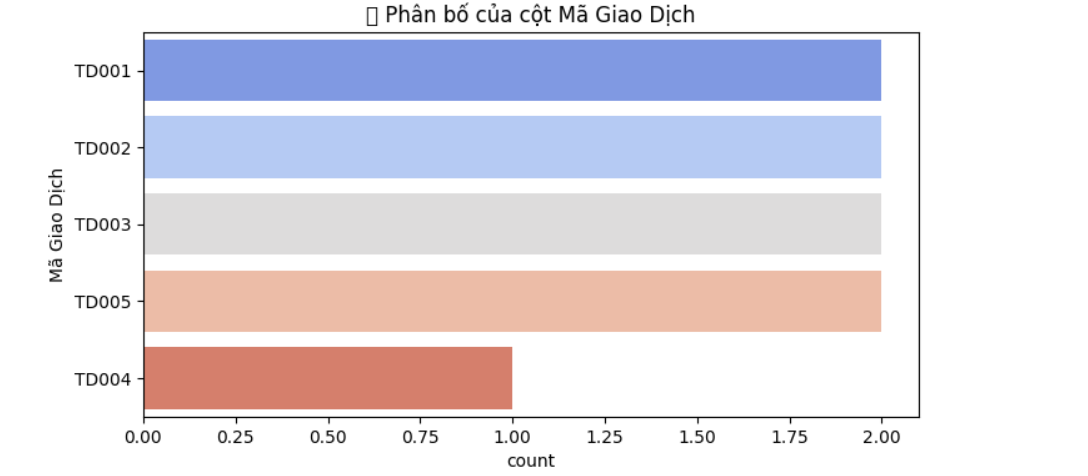 ▯ Phân bố của cột Mã Giao Dịch
Mã Giao Dịch
TD001
TD002
TD003
TD005
TD004
0.00 0.25 0.50 0.75 1.00 1.25 1.50 1.75 2.00
count